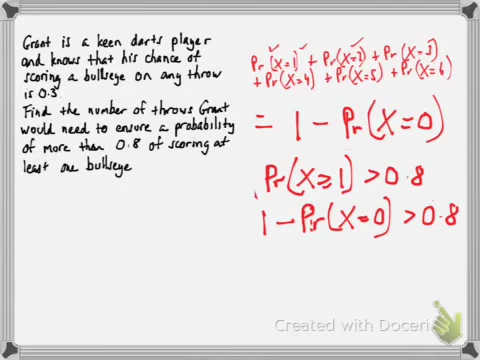 Grant is a keen darts player
and knows that his chance of
scoring a bullseye on any throw
is 0.3.
Find the number of throws Grant
would need to ensure a probability
of more than 0.8 of scoring at
least one bullseye
Pr(X=1) + Pr(X=2) + Pr(X=3)
+ Pr(X=4) + Pr(X=5) + Pr(X=6)
= 1 - Pr(X=0)
Pr(X≥1) > 0.8
1 - Pr(X=0) > 0.8
Created with Doceri